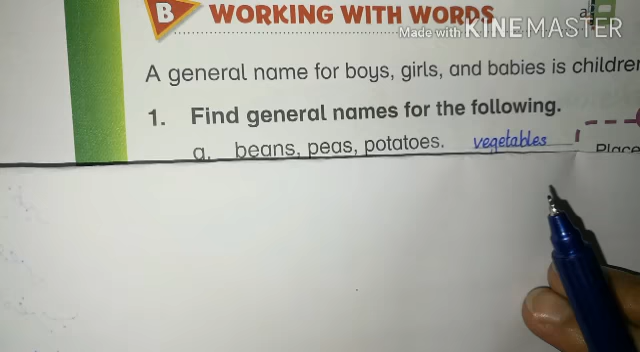 B WORKING WITH WORDS
Made with KINEMASTER
A general name for boys, girls, and babies is children
1. Find general names for the following.
a. beans, peas, potatoes. vegetables
Place